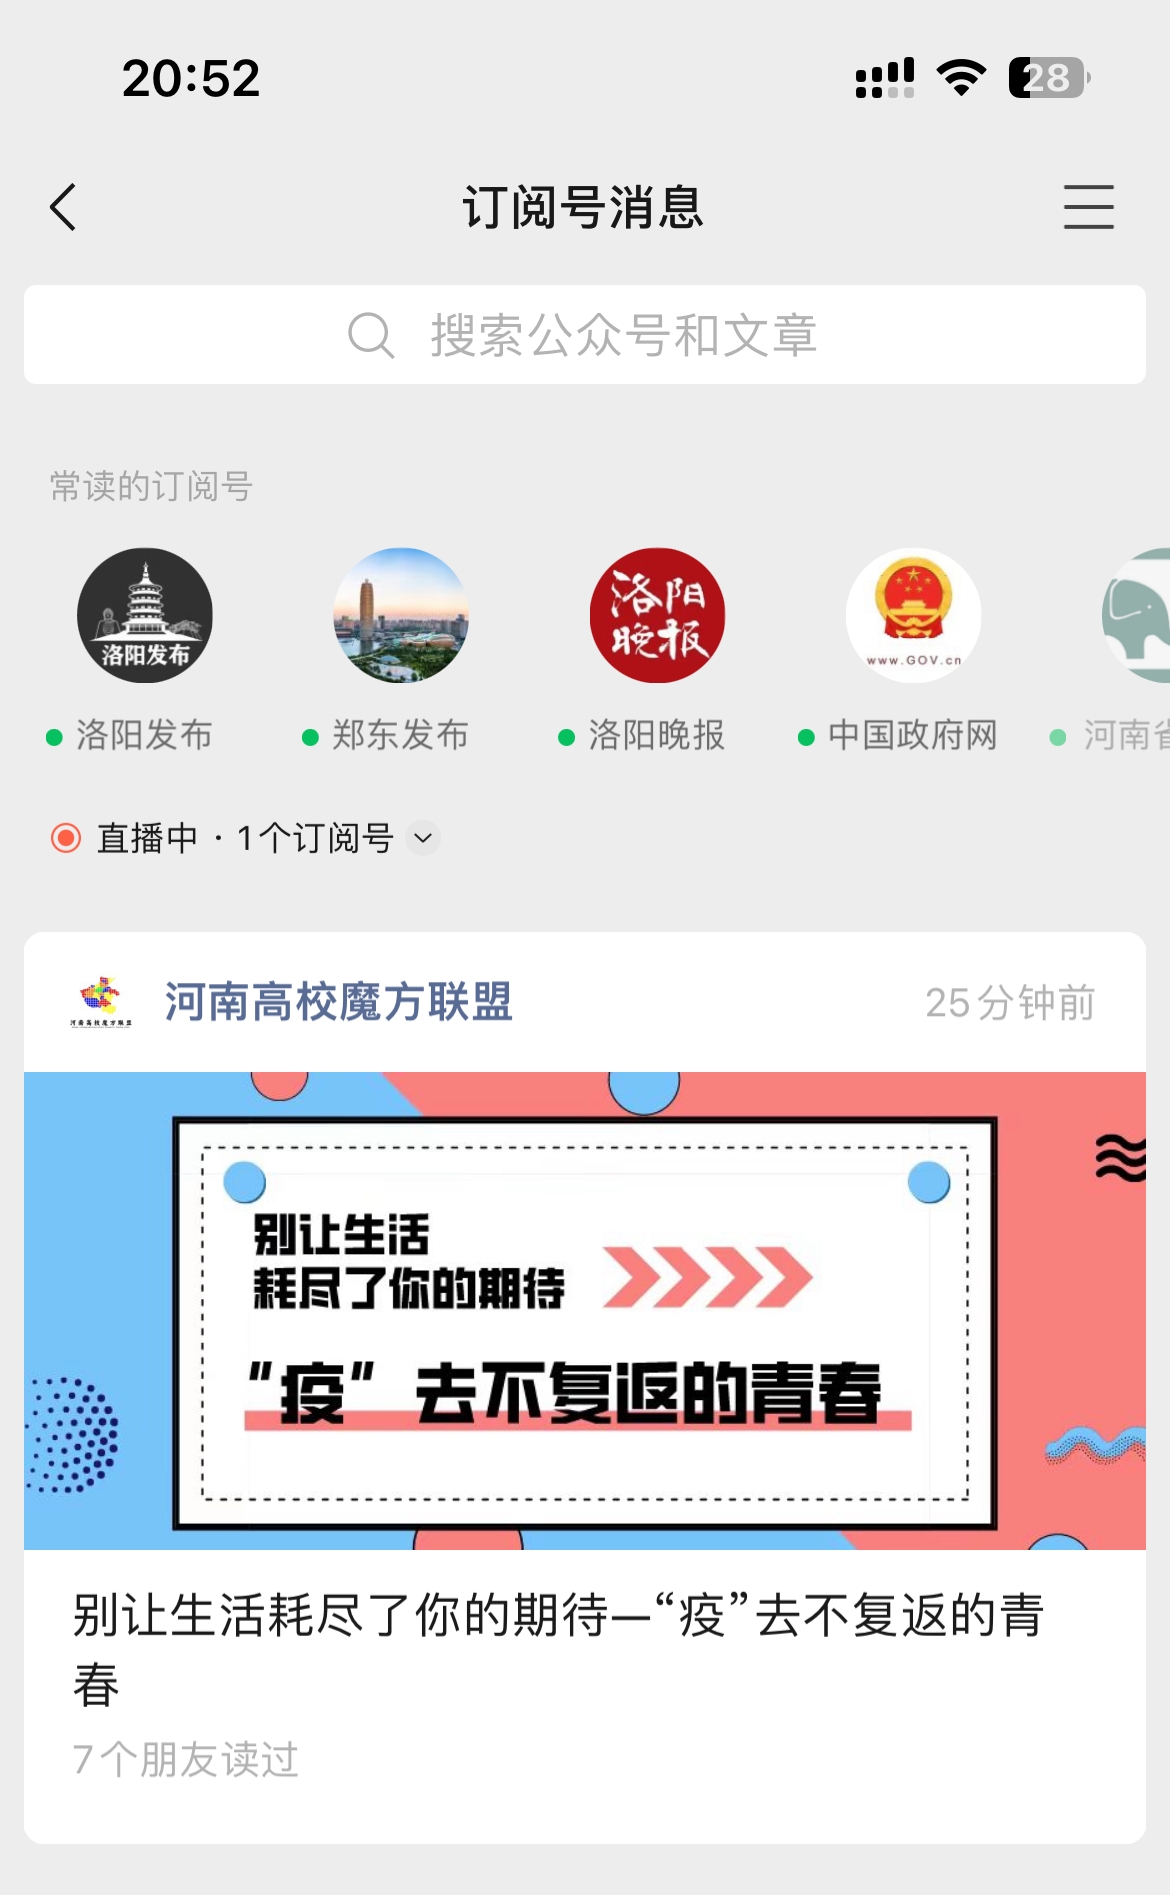 20:52
28
订阅号消息
搜索公众号和文章
常读的订阅号
洛阳发布
洛阳
晚报
www.GOV.cn
洛阳发布
郑东发布
洛阳晚报
中国政府网
河南省
直播中 · 1个订阅号
河南高校魔方联盟
河南高校魔方联盟
25分钟前
别让生活
耗尽了你的期待
“疫”去不复返的青春
别让生活耗尽了你的期待—“疫”去不复返的青
春
7个朋友读过